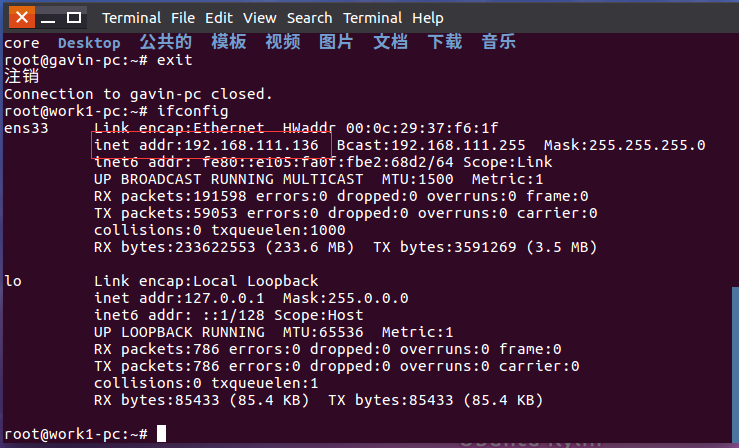 Terminal File Edit View Search Terminal Help
core Desktop 公共的 模板 视频 图片 文档 下载 音乐
root@gavin-pc:~# exit
注销
Connection to gavin-pc closed.
root@work1-pc:~# ifconfig
ens33 Link encap:Ethernet HWaddr 00:0c:29:37:f6:1f
inet addr:192.168.111.136 Bcast:192.168.111.255 Mask:255.255.255.0
inet6 addr: fe80::e105:fa0f:fbe2:68d2/64 Scope:Link
UP BROADCAST RUNNING MULTICAST MTU:1500 Metric:1
RX packets:191598 errors:0 dropped:0 overruns:0 frame:0
TX packets:59053 errors:0 dropped:0 overruns:0 carrier:0
collisions:0 txqueuelen:1000
RX bytes:233622553 (233.6 MB) TX bytes:3591269 (3.5 MB)
lo Link encap:Local Loopback
inet addr:127.0.0.1 Mask:255.0.0.0
inet6 addr: ::1/128 Scope:Host
UP LOOPBACK RUNNING MTU:65536 Metric:1
RX packets:786 errors:0 dropped:0 overruns:0 frame:0
TX packets:786 errors:0 dropped:0 overruns:0 carrier:0
collisions:0 txqueuelen:1
RX bytes:85433 (85.4 KB) TX bytes:85433 (85.4 KB)
root@work1-pc:~#